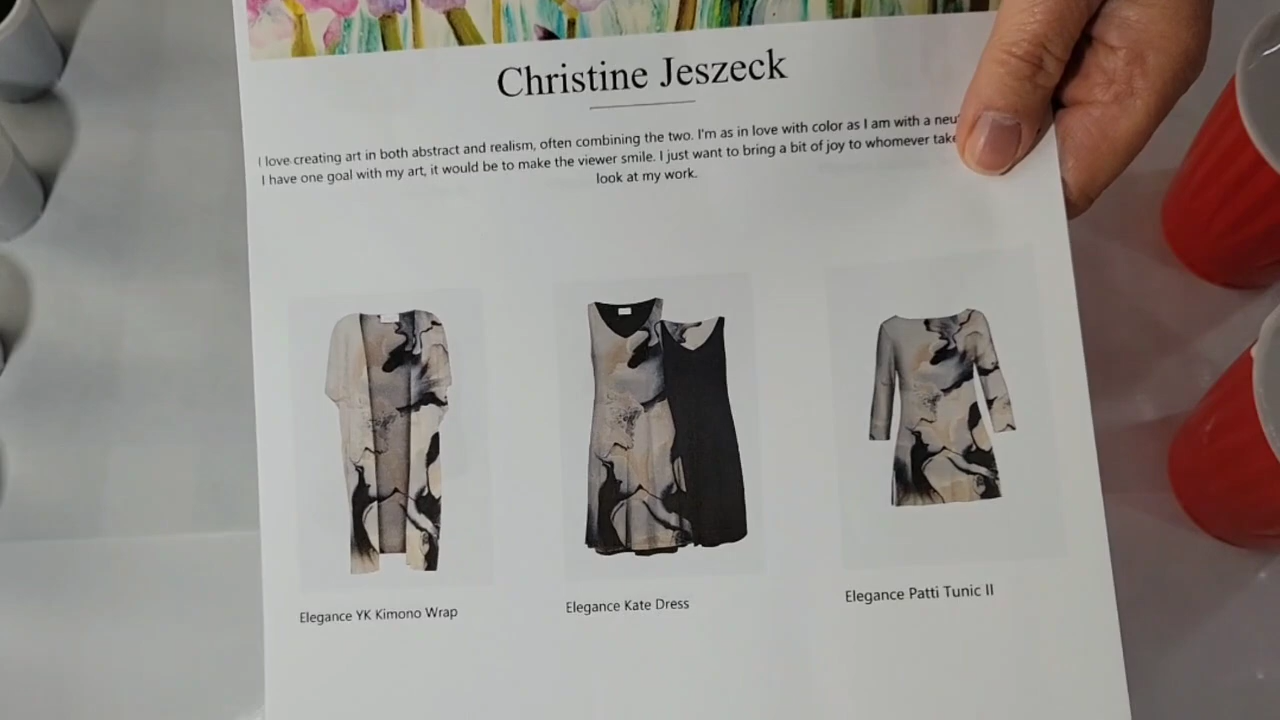 Christine Jeszeck
I love creating art in both abstract and realism, often combining the two. I'm as in love with color as I am with a
I have one goal with my art, it would be to make the viewer smile. I just want to bring a bit of joy to whomever
look at my work.
Elegance YK Kimono Wrap
Elegance Kate Dress
Elegance Patti Tunic II